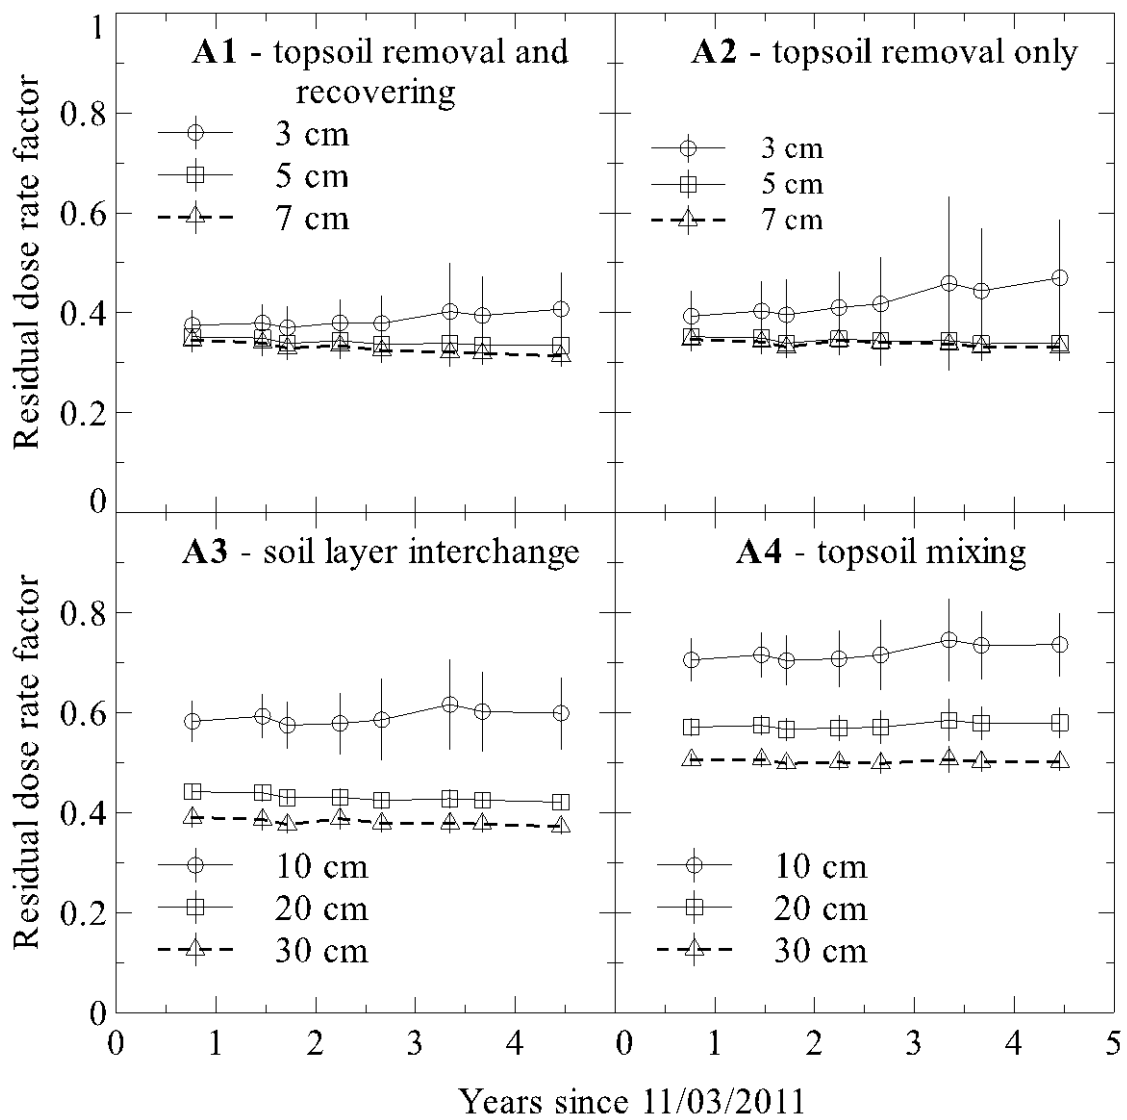 1
0.8
0.6
0.4
0.2
0
Residual dose rate factor
A1 - topsoil removal and
recovering
3 cm
5 cm
7 cm
A2 - topsoil removal only
3 cm
5 cm
7 cm
0.8
0.6
0.4
0.2
0
Residual dose rate factor
A3 - soil layer interchange
10 cm
20 cm
30 cm
A4 - topsoil mixing
10 cm
20 cm
30 cm
0 1 2 3 4 0 1 2 3 4 5
Years since 11/03/2011